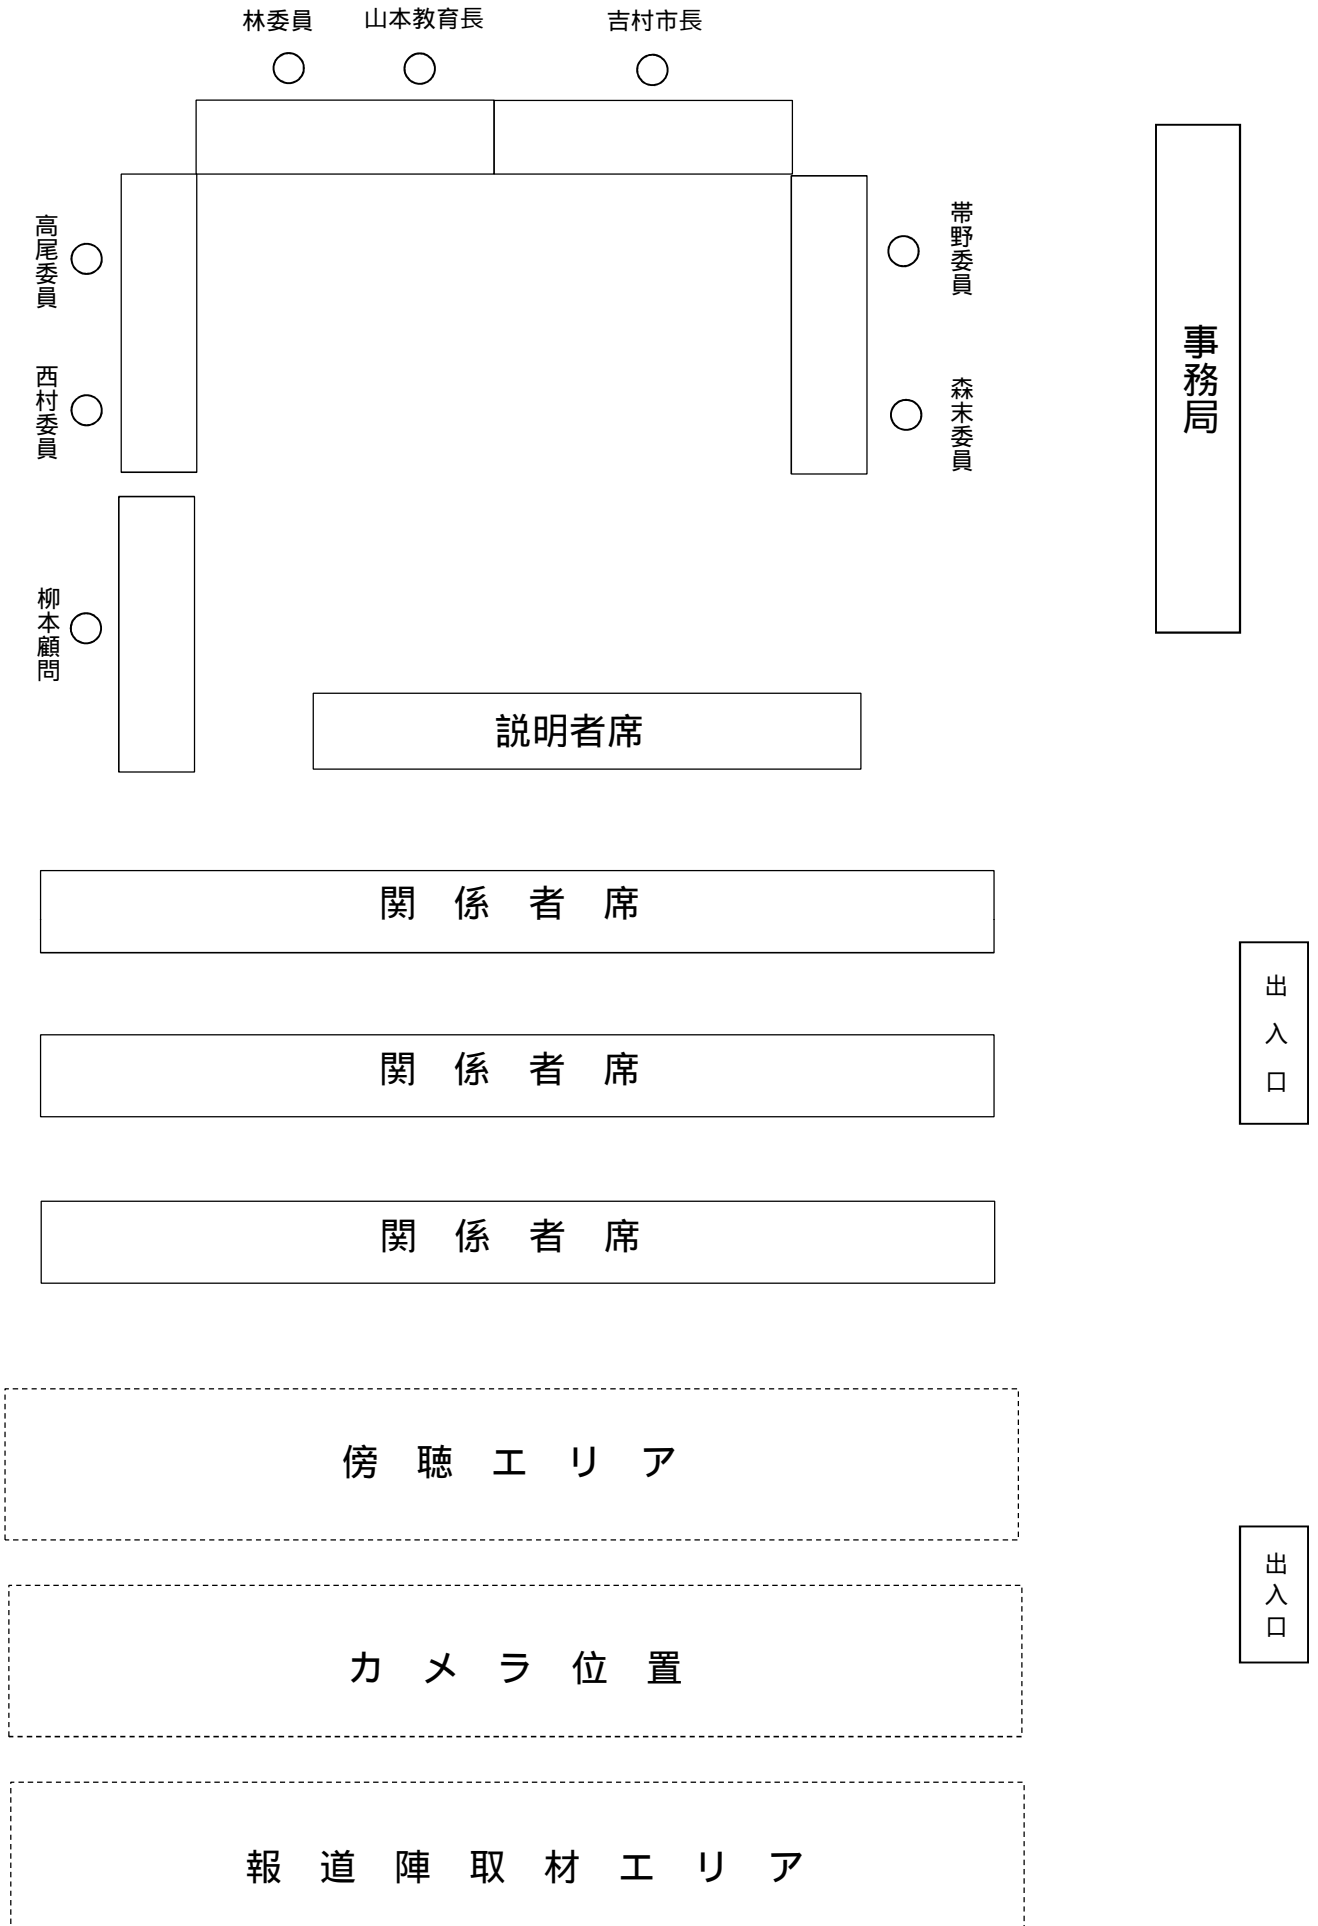 林委員
山本教育長
吉村市長
高尾委員
帯野委員
西村委員
森末委員
事務局
柳本顧問
説明者席
関係者席
出入口
関係者席
関係者席
傍聴エリア
出入口
カメラ位置
報道陣取材エリア